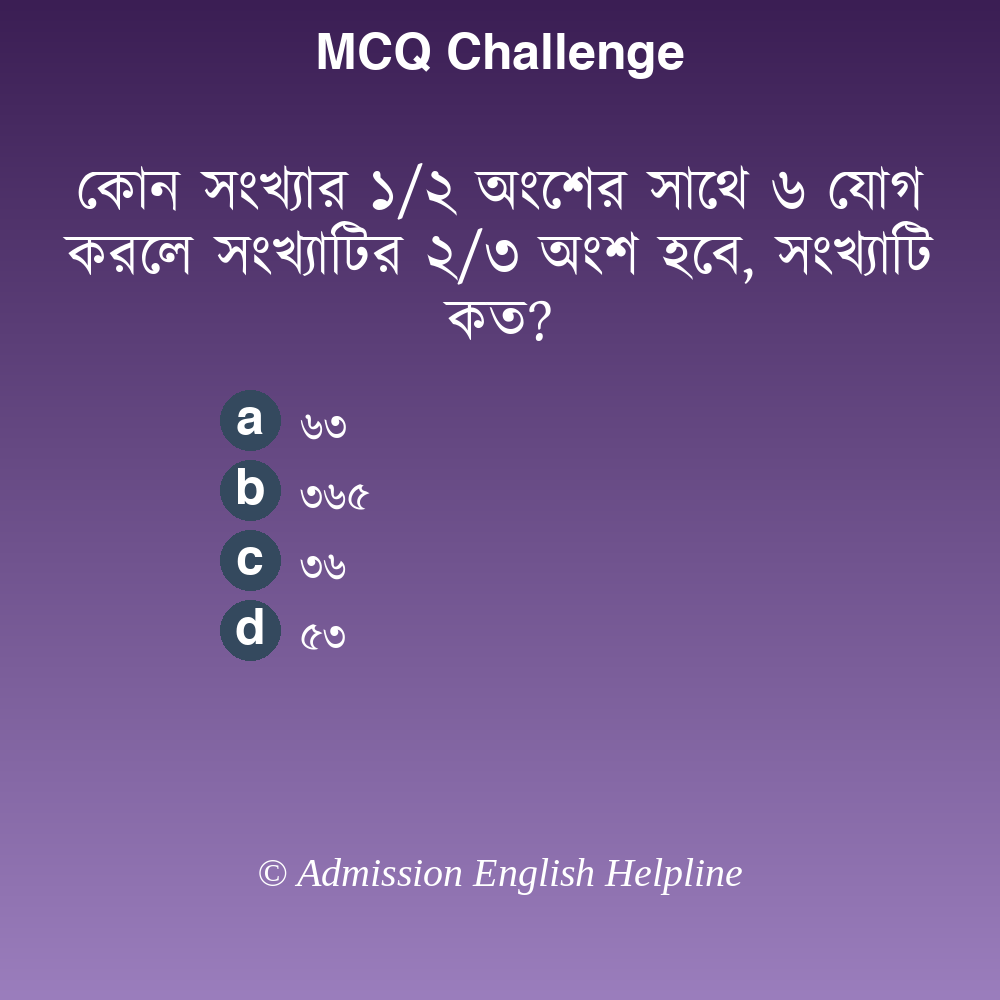 MCQ Challenge
কোন সংখ্যার ১/২ অংশের সাথে ৬ যোগ
করলে সংখ্যাটির ২/৩ অংশ হবে, সংখ্যাটি
কত?
a ৬৩
b ৩৬৫
c ৩৬
d ৫৩
© Admission English Helpline